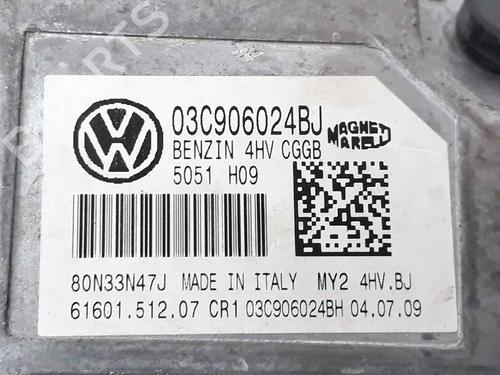 03C906024BJ
BENZIN 4HV CGGB
MAGNETI MARELLI
5051 H09
80N33N47J MADE IN ITALY MY2 4HV.BJ
61601.512.07 CR1 03C906024BH 04.07.09